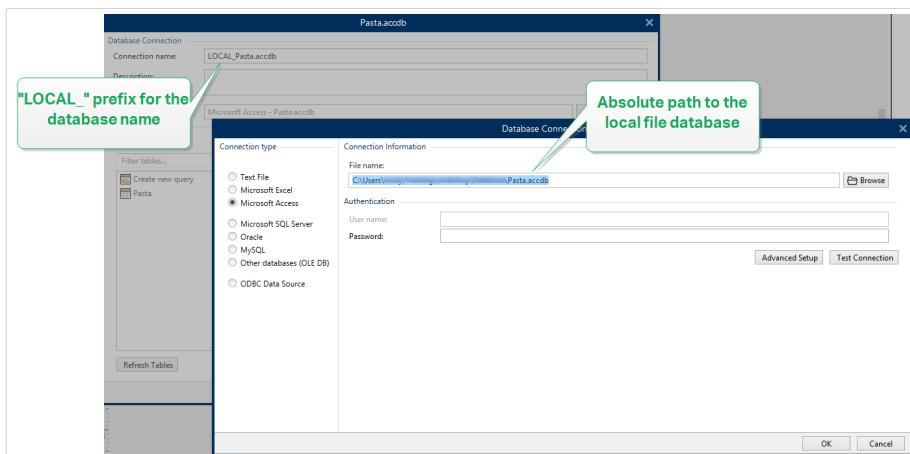 Pasta.accdb
Database Connection
Connection name:
LOCAL_Pasta.accdb
Description:
"LOCAL_" prefix for the
database name
Microsoft Access - Pasta.accdb
Absolute path to the
local file database
Database Connec
Filter tables...
Create new query
Pasta
Refresh Tables
Connection type
Text File
Microsoft Excel
Microsoft Access
Microsoft SQL Server
Oracle
MySQL
Other databases (OLE DB)
ODBC Data Source
Connection Information
File name:
C:\Users\ \Pasta.accdb
Browse
Authentication
User name:
Password:
Advanced Setup
Test Connection
OK
Cancel